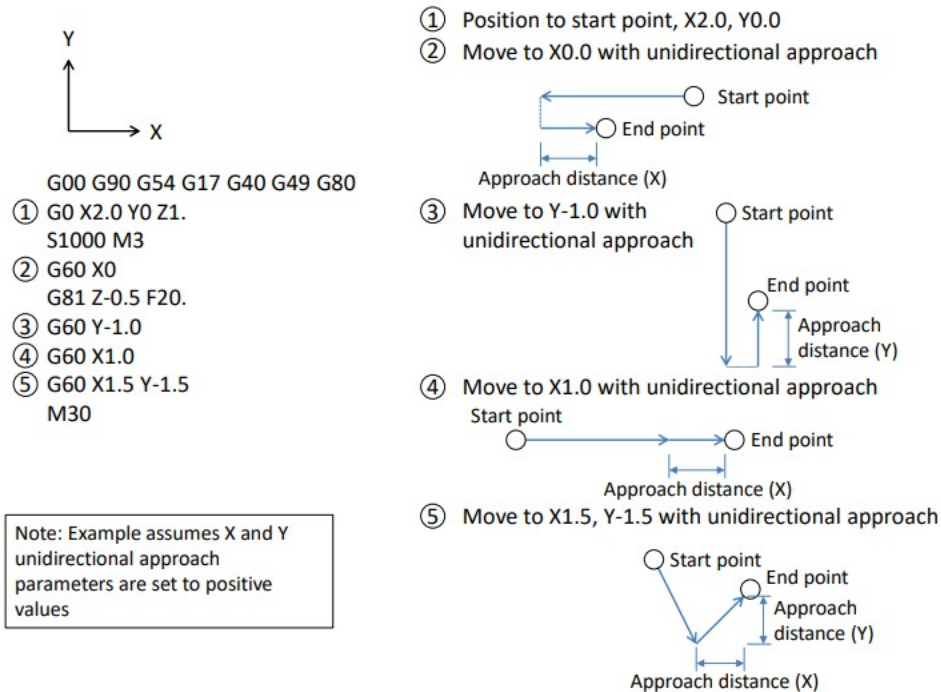 Y
X
G00 G90 G54 G17 G40 G49 G80
① G0 X2.0 Y0 Z1.
S1000 M3
② G60 X0
G81 Z-0.5 F20.
③ G60 Y-1.0
④ G60 X1.0
⑤ G60 X1.5 Y-1.5
M30
Note: Example assumes X and Y
unidirectional approach
parameters are set to positive
values
① Position to start point, X2.0, Y0.0
② Move to X0.0 with unidirectional approach
Start point
End point
Approach distance (X)
③ Move to Y-1.0 with
unidirectional approach
Start point
End point
Approach
distance (Y)
④ Move to X1.0 with unidirectional approach
Start point
End point
Approach distance (X)
⑤ Move to X1.5, Y-1.5 with unidirectional approach
Start point
End point
Approach
distance (Y)
Approach distance (X)